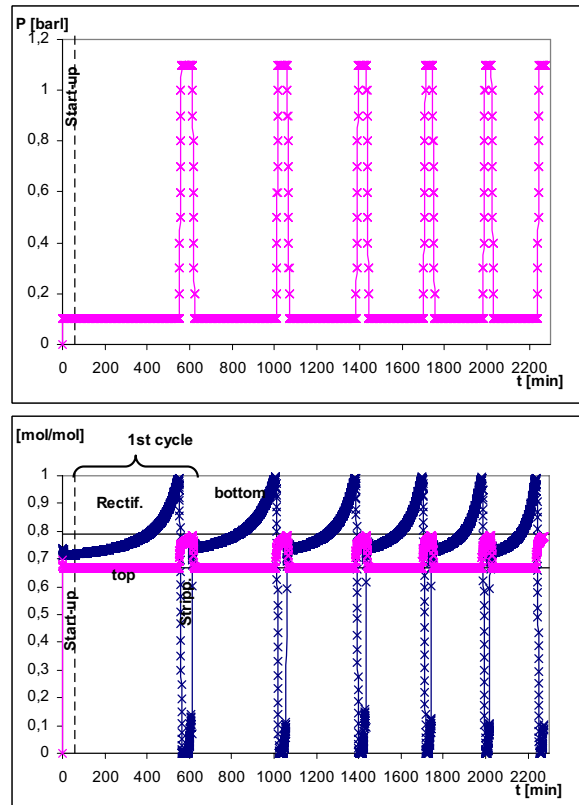 P [bar]
1,2
1
0,8
0,6
0,4
0,2
0
Start-up
0 200 400 600 800 1000 1200 1400 1600 1800 2000 2200
t [min]
[mol/mol]
1st cycle
1
0,9
0,8
0,7
0,6
0,5
0,4
0,3
0,2
0,1
0
Rectif.
bottom
top
Start-up
Stripp.
0 200 400 600 800 1000 1200 1400 1600 1800 2000 2200
t [min]